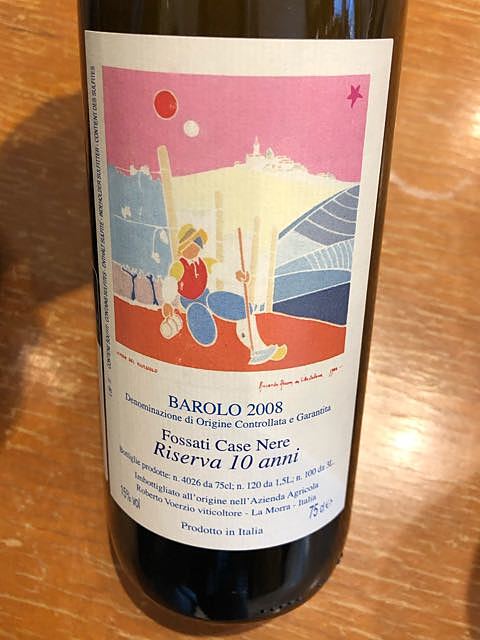 BAROLO 2008
Denominazione di Origine Controllata e Garantita
Fossati Case Nere
Riserva 10 anni
Bottiglie prodotte: n. 4026 da 75cl; n. 120 da 1,5L; n. 100 da 3L
Imbottigliato all'origine nell'Azienda Agricola
Roberto Voerzio viticoltore - La Morra - Italia
15% vol
75 cl e
Prodotto in Italia